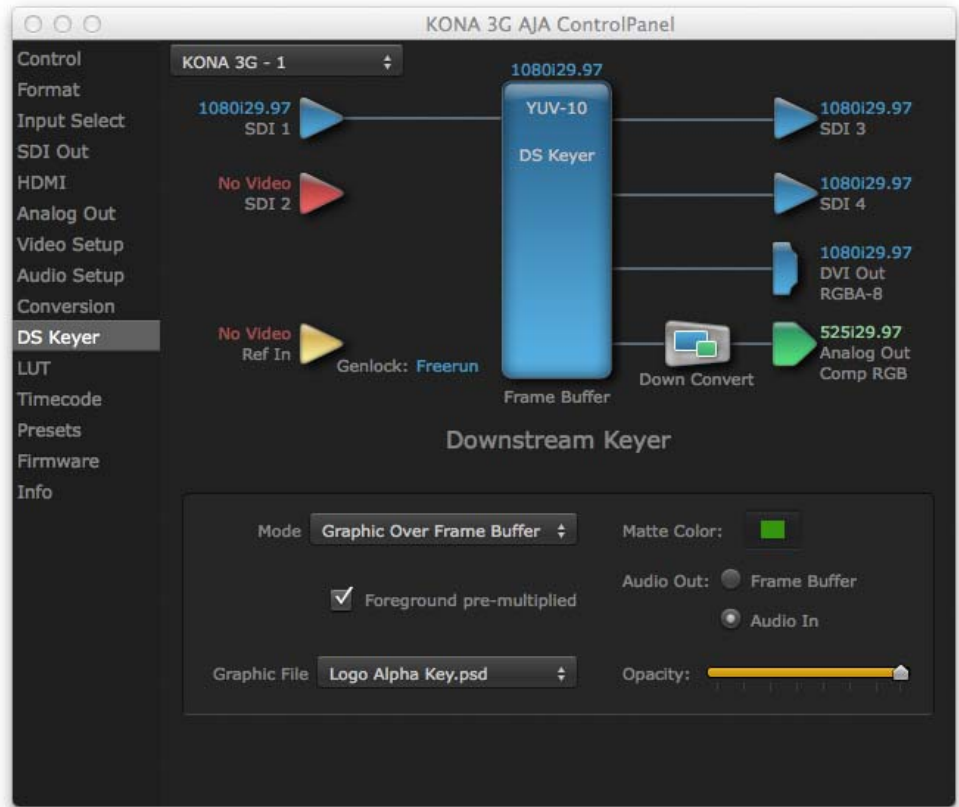 KONA 3G AJA ControlPanel
Control
Format
Input Select
SDI Out
HDMI
Analog Out
Video Setup
Audio Setup
Conversion
DS Keyer
LUT
Timecode
Presets
Firmware
Info
KONA 3G - 1
1080i29.97
SDI 1
No Video
SDI 2
No Video
Ref In
Genlock: Freerun
1080i29.97
YUV-10
DS Keyer
Frame Buffer
1080i29.97
SDI 3
1080i29.97
SDI 4
1080i29.97
DVI Out
RGBA-8
Down Convert
525i29.97
Analog Out
Comp RGB
Downstream Keyer
Mode Graphic Over Frame Buffer
Foreground pre-multiplied
Graphic File Logo Alpha Key.psd
Matte Color:
Audio Out: Frame Buffer
Audio In
Opacity: